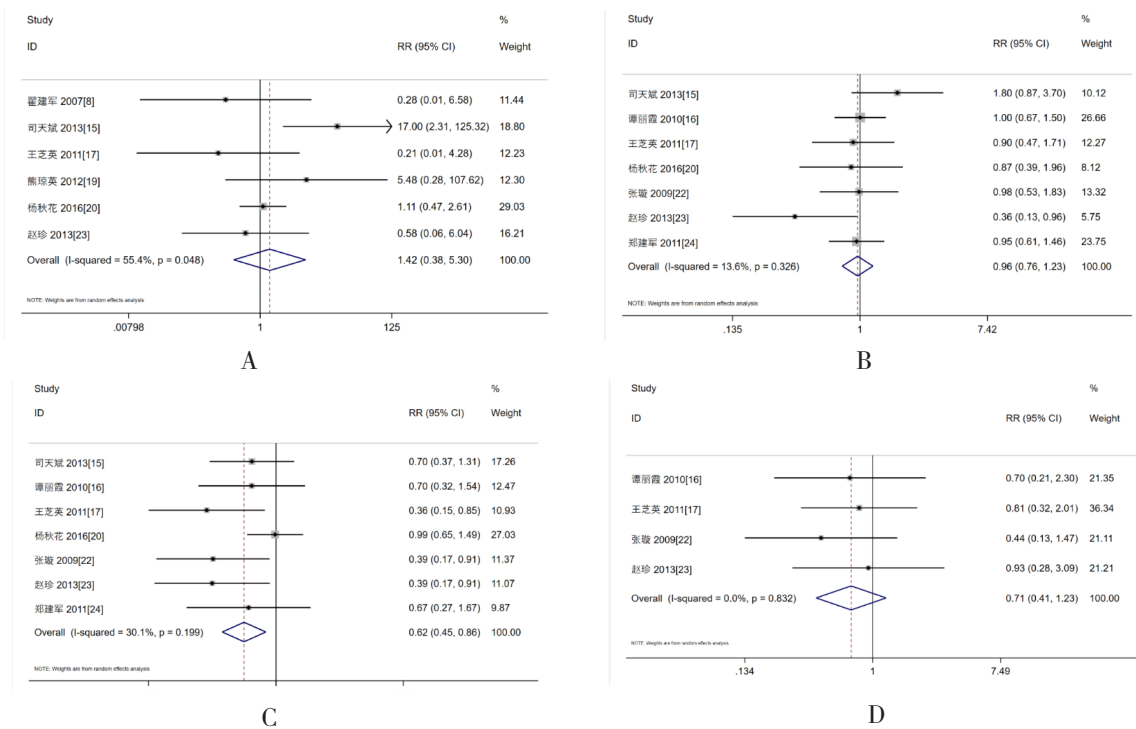 Study %
ID RR (95% CI) Weight
翟建军 2007[8] 0.28 (0.01, 6.58) 11.44
司天斌 2013[15] 17.00 (2.31, 125.32) 18.80
王芝英 2011[17] 0.21 (0.01, 4.28) 12.23
熊琼英 2012[19] 5.48 (0.28, 107.62) 12.30
杨秋花 2016[20] 1.11 (0.47, 2.61) 29.03
赵珍 2013[23] 0.58 (0.06, 6.04) 16.21
Overall (I-squared = 55.4%, p = 0.048) 1.42 (0.38, 5.30) 100.00
NOTE: Weights are from random effects analysis
.00798 1 125
A
Study %
ID RR (95% CI) Weight
司天斌 2013[15] 1.80 (0.87, 3.70) 10.12
谭丽霞 2010[16] 1.00 (0.67, 1.50) 26.66
王芝英 2011[17] 0.90 (0.47, 1.71) 12.27
杨秋花 2016[20] 0.87 (0.39, 1.96) 8.12
张璇 2009[22] 0.98 (0.53, 1.83) 13.32
赵珍 2013[23] 0.36 (0.13, 0.96) 5.75
郑建军 2011[24] 0.95 (0.61, 1.46) 23.75
Overall (I-squared = 13.6%, p = 0.326) 0.96 (0.76, 1.23) 100.00
NOTE: Weights are from random effects analysis
.135 1 7.42
B
Study %
ID RR (95% CI) Weight
司天斌 2013[15] 0.70 (0.37, 1.31) 17.26
谭丽霞 2010[16] 0.70 (0.32, 1.54) 12.47
王芝英 2011[17] 0.36 (0.15, 0.85) 10.93
杨秋花 2016[20] 0.99 (0.65, 1.49) 27.03
张璇 2009[22] 0.39 (0.17, 0.91) 11.37
赵珍 2013[23] 0.39 (0.17, 0.91) 11.07
郑建军 2011[24] 0.67 (0.27, 1.67) 9.87
Overall (I-squared = 30.1%, p = 0.199) 0.62 (0.45, 0.86) 100.00
NOTE: Weights are from random effects analysis
C
Study %
ID RR (95% CI) Weight
谭丽霞 2010[16] 0.70 (0.21, 2.30) 21.35
王芝英 2011[17] 0.81 (0.32, 2.01) 36.34
张璇 2009[22] 0.44 (0.13, 1.47) 21.11
赵珍 2013[23] 0.93 (0.28, 3.09) 21.21
Overall (I-squared = 0.0%, p = 0.832) 0.71 (0.41, 1.23) 100.00
NOTE: Weights are from random effects analysis
.134 1 7.49
D